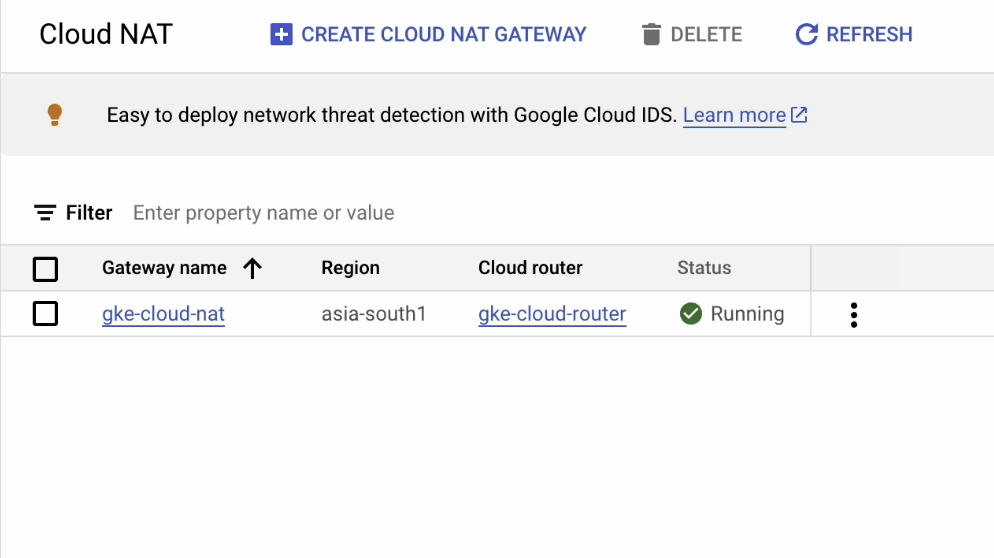 Cloud NAT CREATE CLOUD NAT GATEWAY DELETE REFRESH
Easy to deploy network threat detection with Google Cloud IDS. Learn more
Filter Enter property name or value
Gateway name Region Cloud router Status
gke-cloud-nat asia-south1 gke-cloud-router Running